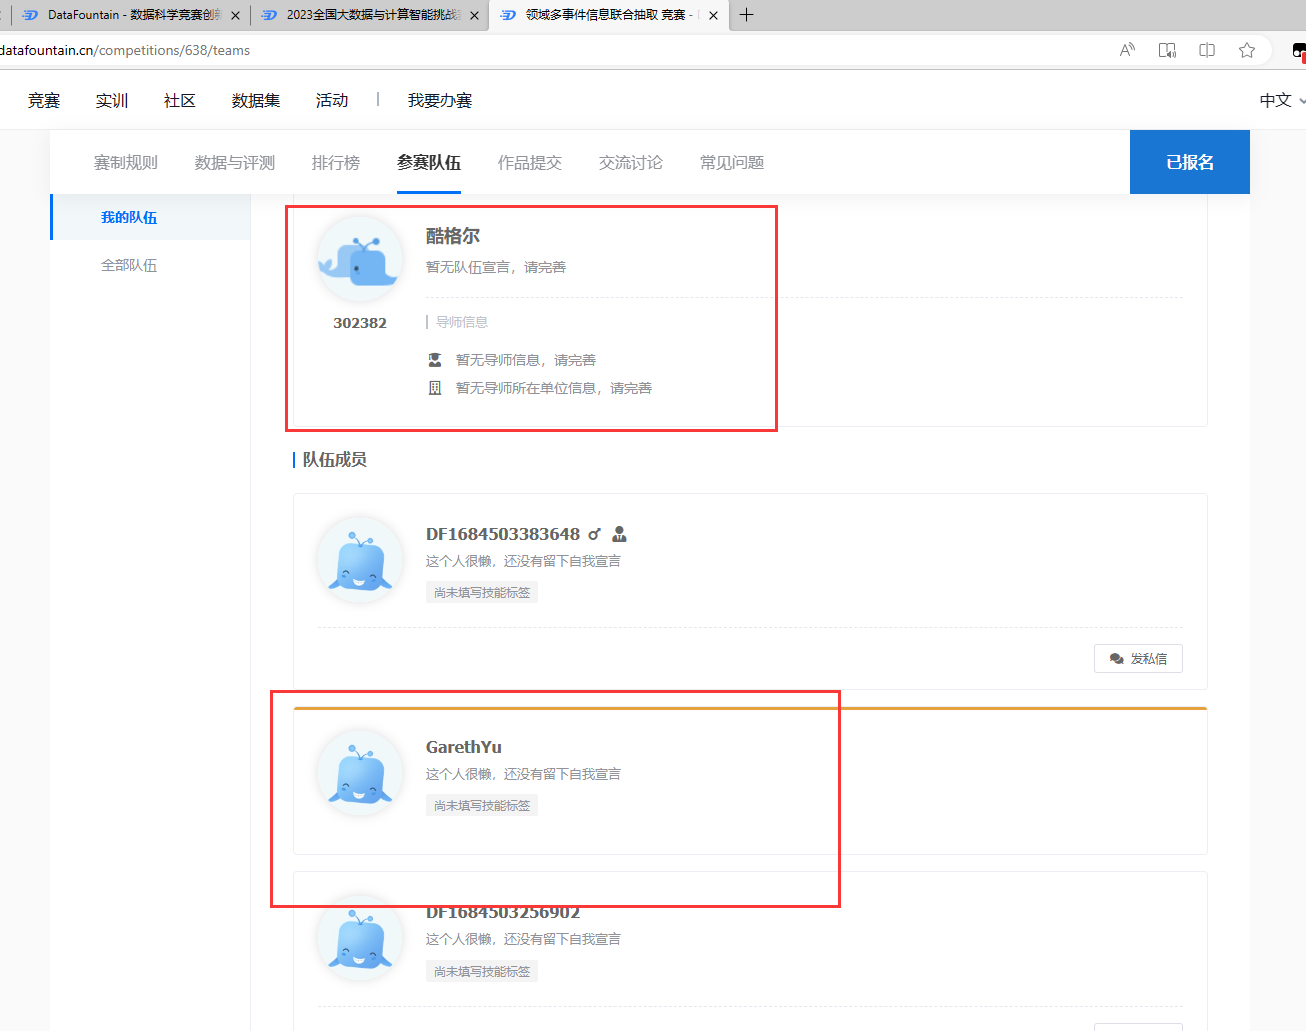 DataFountain - 数据科学竞赛创新
2023全国大数据与计算智能挑战
领域多事件信息联合抽取 竞赛 -
datafountain.cn/competitions/638/teams
竞赛 实训 社区 数据集 活动 | 我要办赛 中文
赛制规则 数据与评测 排行榜 参赛队伍 作品提交 交流讨论 常见问题 已报名
我的队伍
全部队伍
酷格尔
暂无队伍宣言，请完善
302382
导师信息
暂无导师信息，请完善
暂无导师所在单位信息，请完善
队伍成员
DF1684503383648
这个人很懒，还没有留下自我宣言
尚未填写技能标签
发私信
GarethYu
这个人很懒，还没有留下自我宣言
尚未填写技能标签
DF1684503256902
这个人很懒，还没有留下自我宣言
尚未填写技能标签